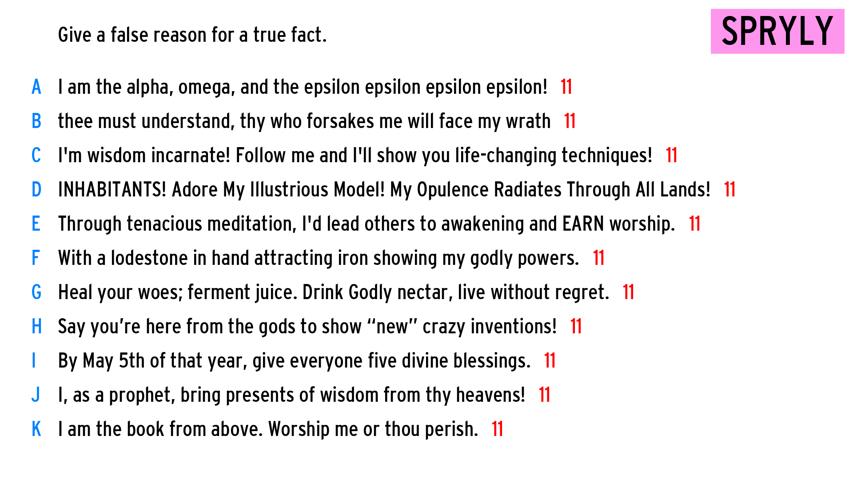 Give a false reason for a true fact.
SPRYLY
A I am the alpha, omega, and the epsilon epsilon epsilon epsilon! 11
B thee must understand, thy who forsakes me will face my wrath 11
C I'm wisdom incarnate! Follow me and I'll show you life-changing techniques! 11
D INHABITANTS! Adore My Illustrious Model! My Opulence Radiates Through All Lands! 11
E Through tenacious meditation, I'd lead others to awakening and EARN worship. 11
F With a lodestone in hand attracting iron showing my godly powers. 11
G Heal your woes; ferment juice. Drink Godly nectar, live without regret. 11
H Say you’re here from the gods to show “new” crazy inventions! 11
I By May 5th of that year, give everyone five divine blessings. 11
J I, as a prophet, bring presents of wisdom from thy heavens! 11
K I am the book from above. Worship me or thou perish. 11